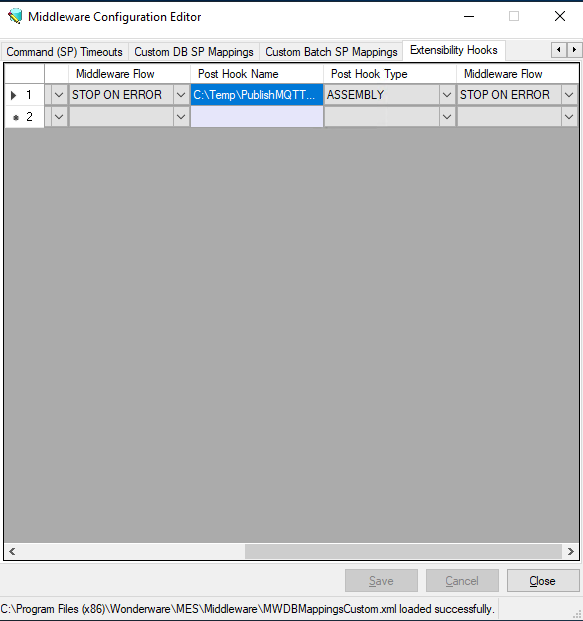 Middleware Configuration Editor
Command (SP) Timeouts Custom DB SP Mappings Custom Batch SP Mappings Extensibility Hooks
Middleware Flow Post Hook Name Post Hook Type Middleware Flow
1 STOP ON ERROR C:\Temp\PublishMQTT... ASSEMBLY STOP ON ERROR
2
Save Cancel Close
C:\Program Files (x86)\Wonderware\MES\Middleware\MWDBMappingsCustom.xml loaded successfully.